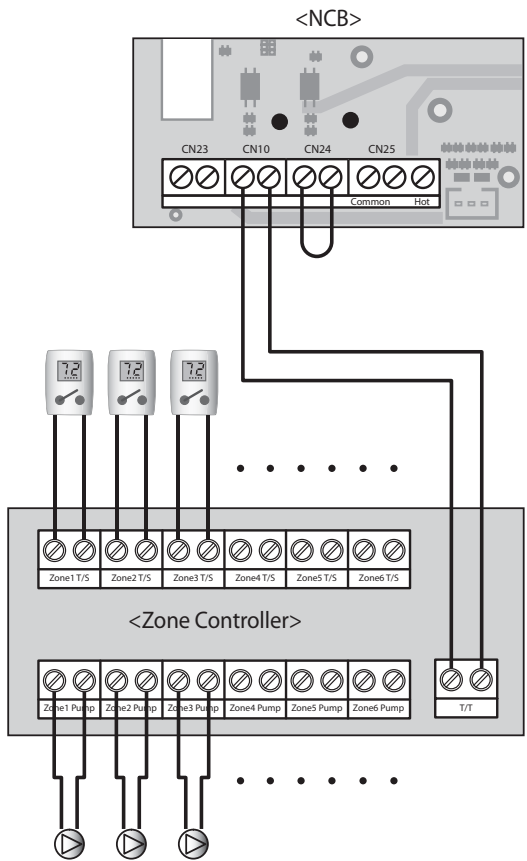 <NCB>
CN23 CN10 CN24 CN25
Common Hot
72 72 72
Zone1 T/S Zone2 T/S Zone3 T/S Zone4 T/S Zone5 T/S Zone6 T/S
<Zone Controller>
Zone1 Pump Zone2 Pump Zone3 Pump Zone4 Pump Zone5 Pump Zone6 Pump T/T